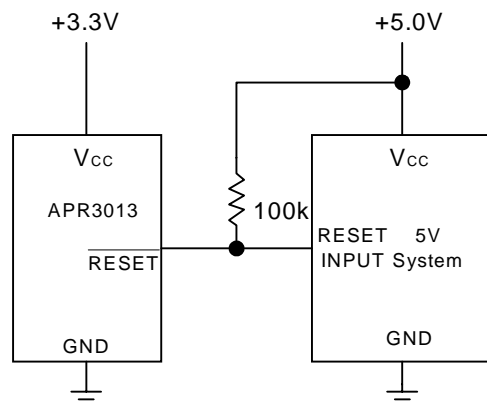 +3.3V
+5.0V
Vcc
Vcc
APR3013
100k
RESET
RESET 5V
INPUT System
GND
GND